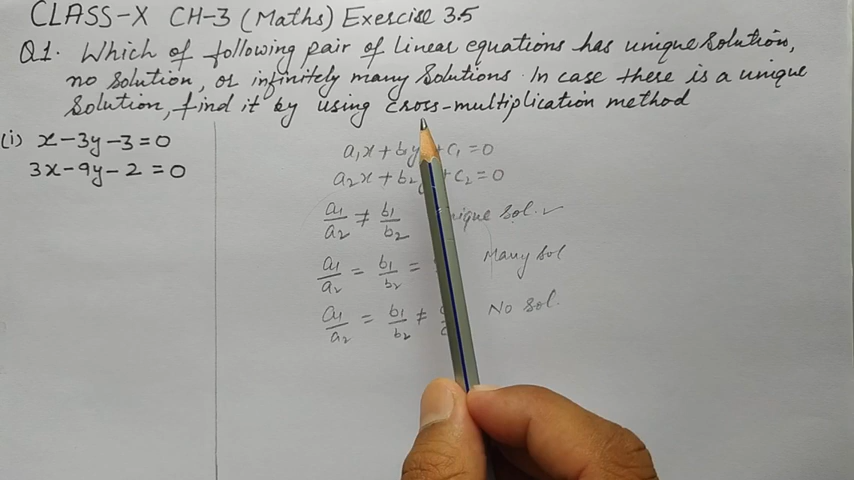 CLASS-X CH-3 (Maths) Exercise 3.5
Q1. Which of following pair of linear equations has unique solution,
no solution, or infinitely many solutions. In case there is a unique
solution, find it by using cross-multiplication method
(i) x-3y-3=0
3x-9y-2=0
a₁x+b₁y+c₁=0
a₂x+b₂y+c₂=0
a₁/a₂ ≠ b₁/b₂ sol. ✓
a₁/a₂ = b₁/b₂ = Many sol
a₁/a₂ = b₁/b₂ ≠ No sol.